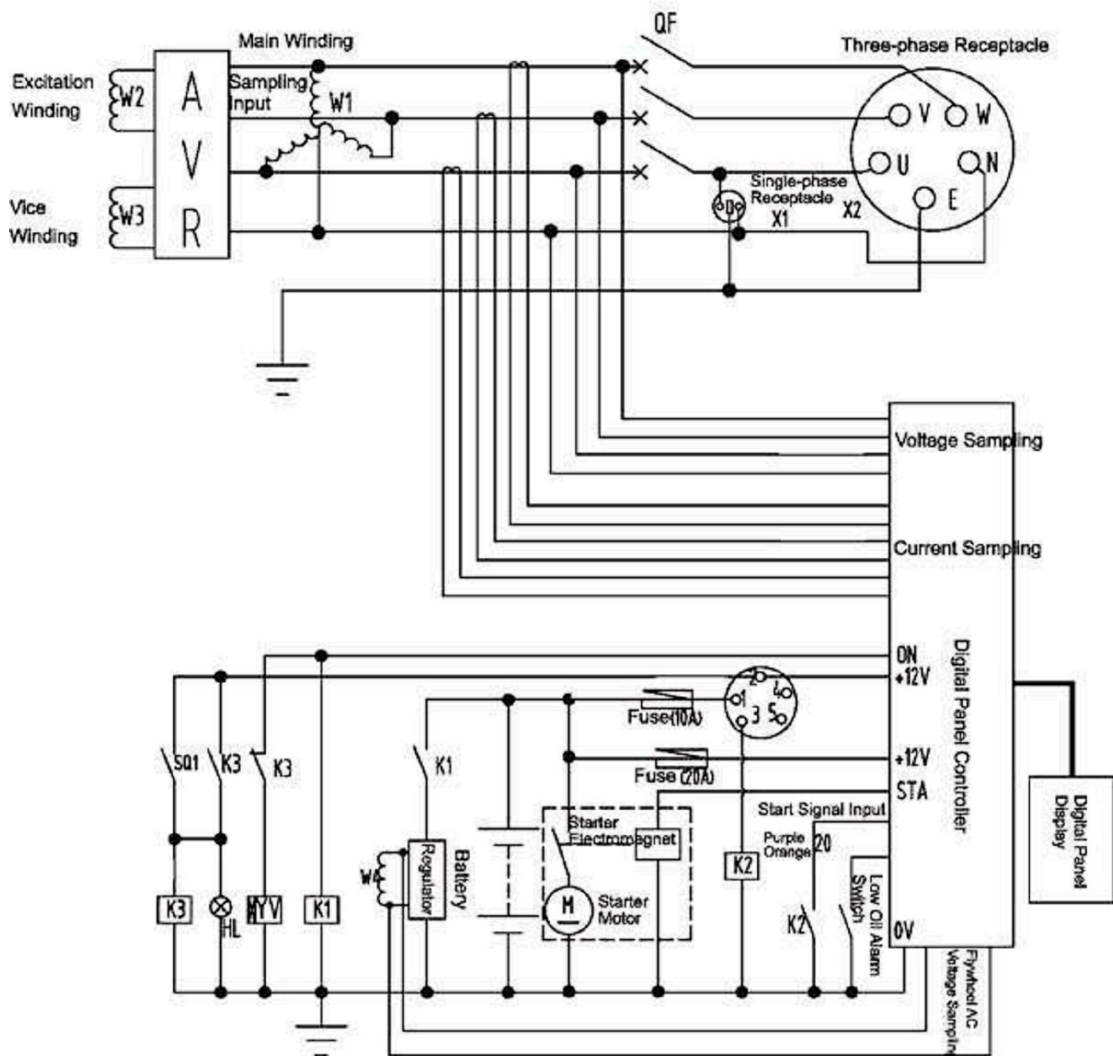 QF
Main Winding
Three-phase Receptacle
Excitation
Winding
W2
A
Sampling
Input
W1
V
W
V
U
N
Single-phase
Receptacle
X1
X2
E
Vice
Winding
W3
R
Voltage Sampling
Current Sampling
Digital Panel Controller
ON
+12V
2
1
4
3
5
Fuse(10A)
SQ1
K3
K3
K1
+12V
Fuse (20A)
STA
Start Signal Input
Digital Panel
Display
Starter
Electromagnet
Purple
Orange
20
W4
Regulator
Battery
K2
Low Oil Alarm
Switch
K3
HL
K1
M
Starter
Motor
K2
0V
Flywheel AC
Voltage Sampling